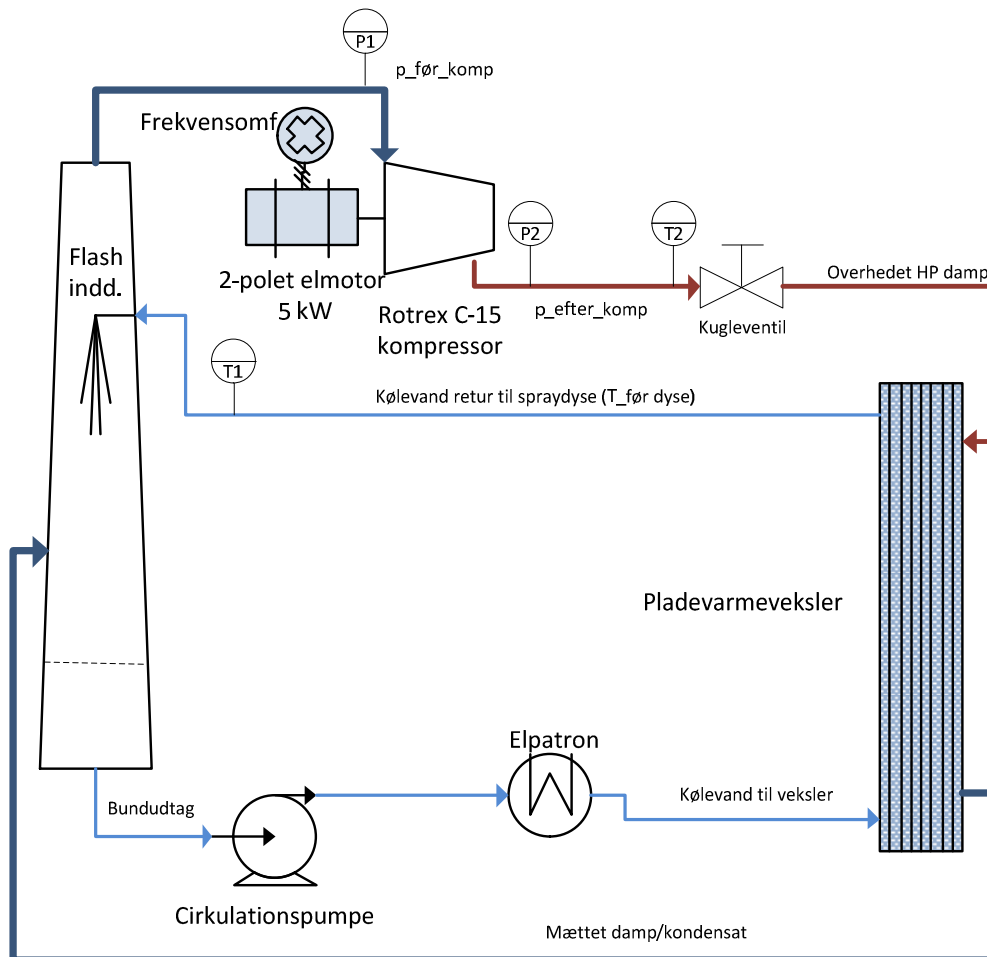 P1
p_før_komp
Frekvensomf
Flash
indd.
2-polet elmotor
5 kW
P2
T2
Overhedet HP damp
p_efter_komp
Rotrex C-15
kompressor
Kugleventil
T1
Kølevand retur til spraydyse (T_før dyse)
Pladevarmeveksler
Elpatron
Bundudtag
Kølevand til veksler
Cirkulationspumpe
Mættet damp/kondensat